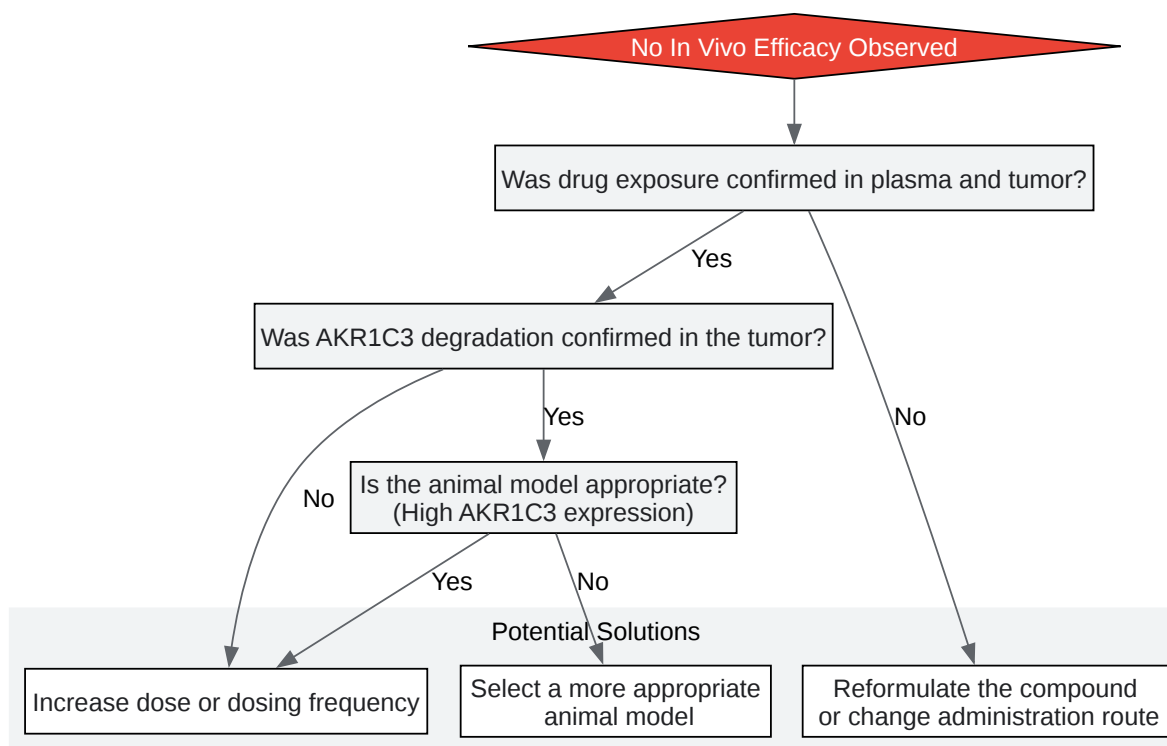 No In Vivo Efficacy Observed
Was drug exposure confirmed in plasma and tumor?
Yes
Was AKR1C3 degradation confirmed in the tumor?
Yes
No
Is the animal model appropriate?
(High AKR1C3 expression)
No
Yes
No
Potential Solutions
Increase dose or dosing frequency
Select a more appropriate
animal model
Reformulate the compound
or change administration route